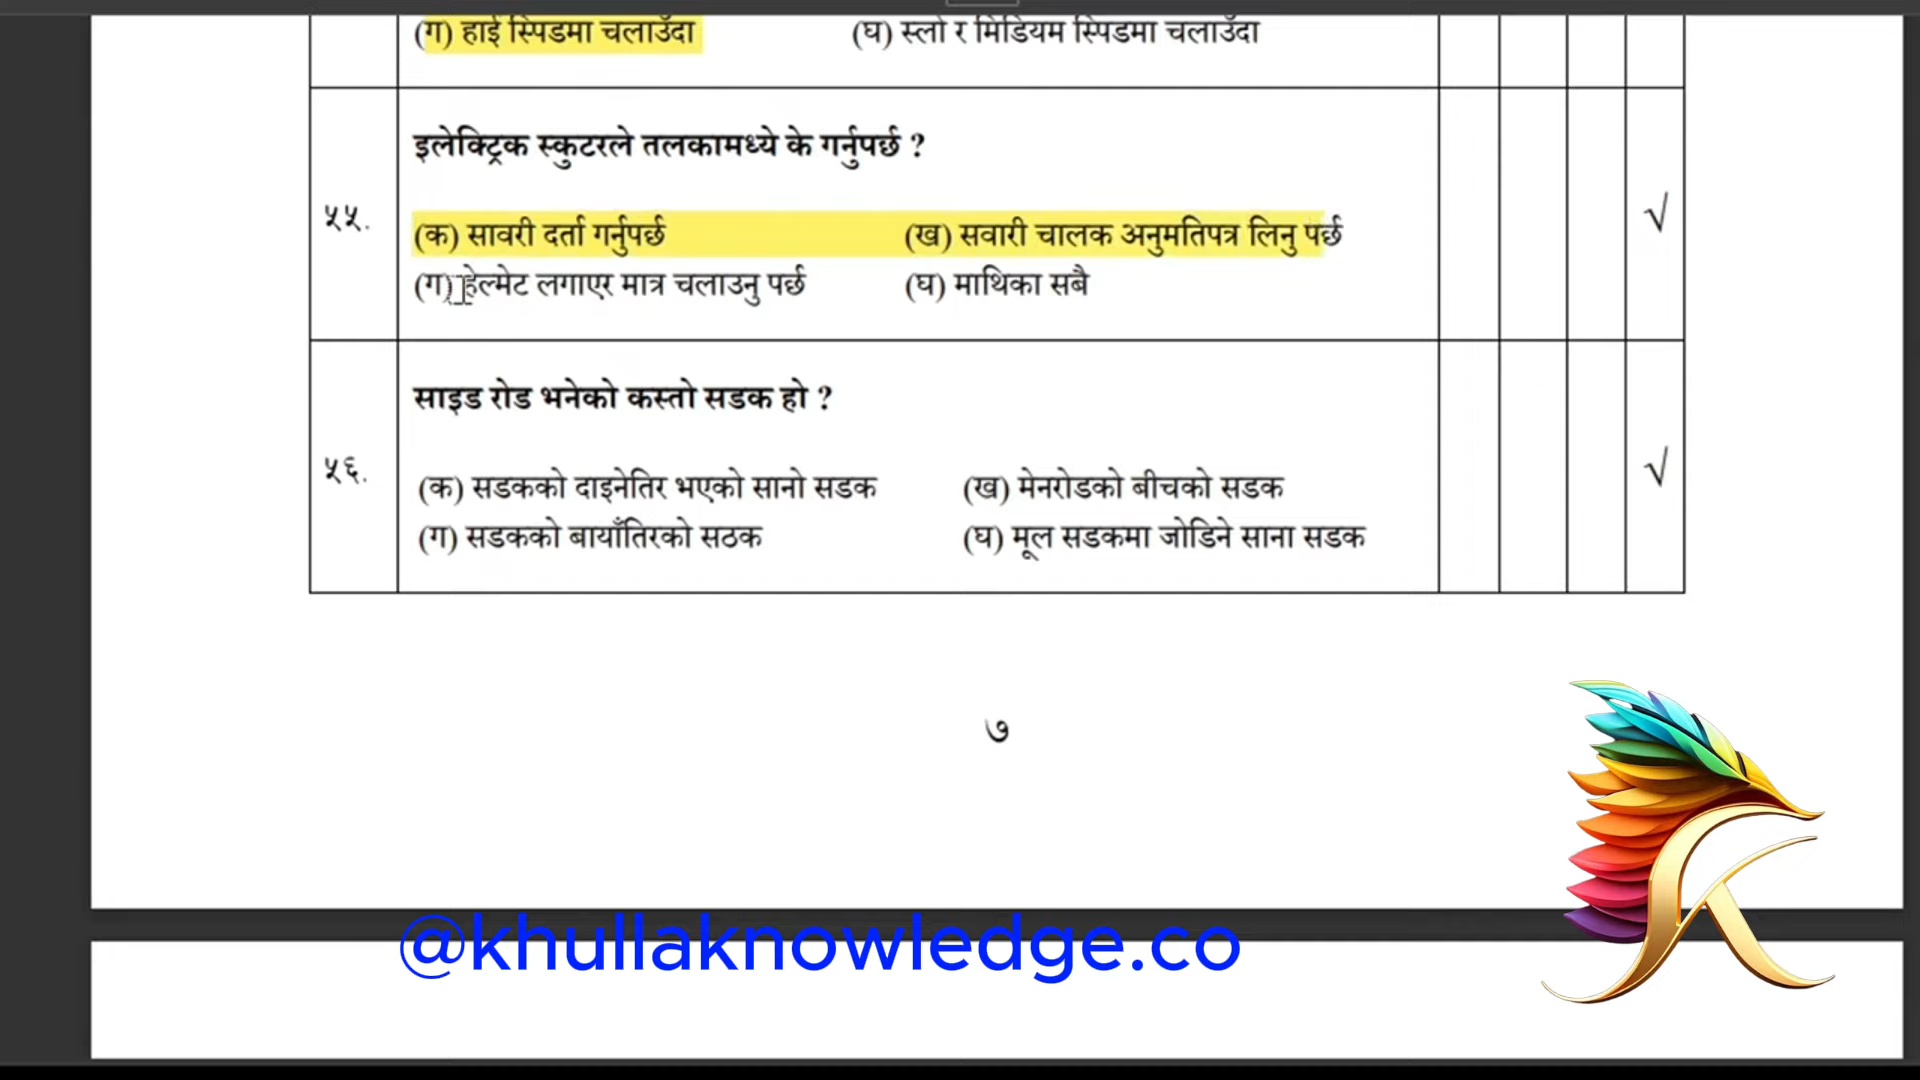 (ग) हाई स्पिडमा चलाउँदा (घ) स्लो र मिडियम स्पिडमा चलाउँदा
इलेक्ट्रिक स्कुटरले तलकामध्ये के गर्नुपर्छ ?
५५. √
(क) सावरी दर्ता गर्नुपर्छ (ख) सवारी चालक अनुमतिपत्र लिनु पर्छ
(ग) हेल्मेट लगाएर मात्र चलाउनु पर्छ (घ) माथिका सबै
साइड रोड भनेको कस्तो सडक हो ?
५६. √
(क) सडकको दाइनेतिर भएको सानो सडक (ख) मेनरोडको बीचको सडक
(ग) सडकको बायाँतिरको सठक (घ) मूल सडकमा जोडिने साना सडक
७
@khullaknowledge.co